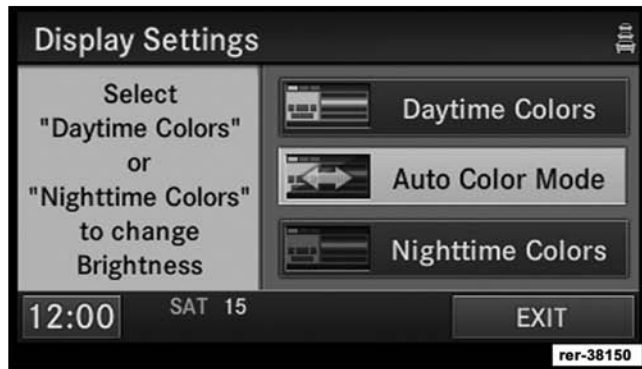 Display Settings
Select
"Daytime Colors"
or
"Nighttime Colors"
to change
Brightness
Daytime Colors
Auto Color Mode
Nighttime Colors
12:00
SAT 15
EXIT
rer-38150